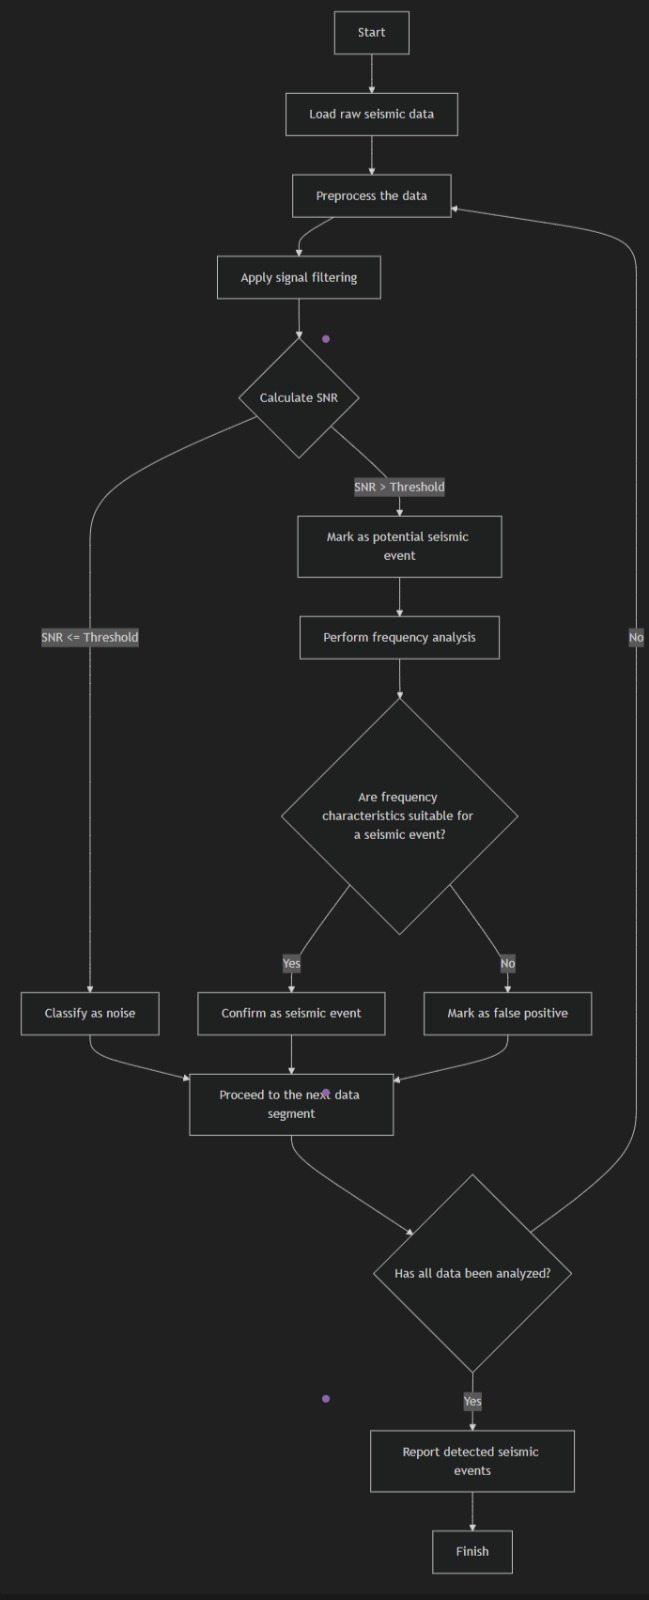 Start
Load raw seismic data
Preprocess the data
Apply signal filtering
Calculate SNR
SNR > Threshold
Mark as potential seismic
event
SNR <= Threshold
Perform frequency analysis
No
Are frequency
characteristics suitable for
a seismic event?
Yes
No
Classify as noise
Confirm as seismic event
Mark as false positive
Proceed to the next data
segment
Has all data been analyzed?
Yes
Report detected seismic
events
Finish